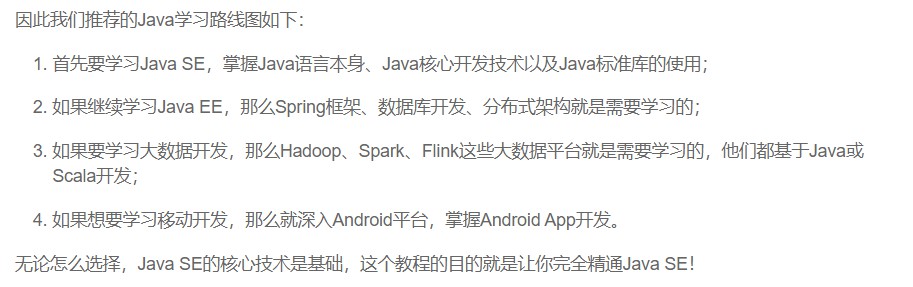 因此我们推荐的Java学习路线图如下：
1. 首先要学习Java SE，掌握Java语言本身、Java核心开发技术以及Java标准库的使用；
2. 如果继续学习Java EE，那么Spring框架、数据库开发、分布式架构就是需要学习的；
3. 如果要学习大数据开发，那么Hadoop、Spark、Flink这些大数据平台就是需要学习的，他们都基于Java或
Scala开发；
4. 如果想要学习移动开发，那么就深入Android平台，掌握Android App开发。
无论怎么选择，Java SE的核心技术是基础，这个教程的目的就是让你完全精通Java SE！